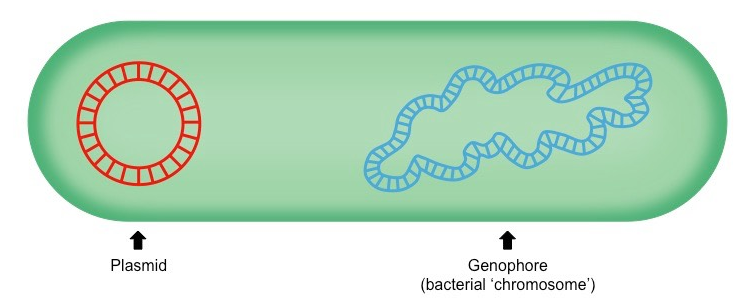 Plasmid
Genophore
(bacterial ‘chromosome’)